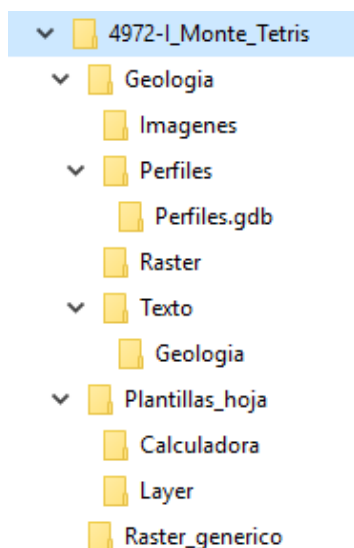 4972-I_Monte_Tetris
Geologia
Imagenes
Perfiles
Perfiles.gdb
Raster
Texto
Geologia
Plantillas_hoja
Calculadora
Layer
Raster_generico